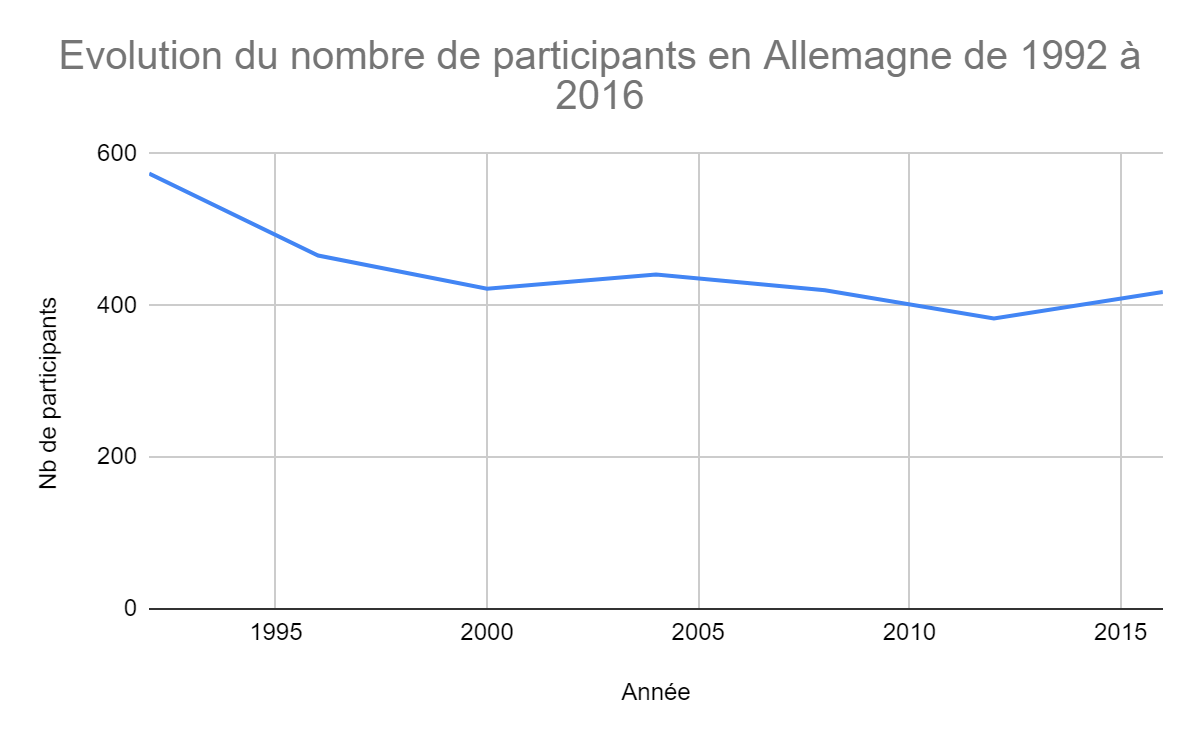 Evolution du nombre de participants en Allemagne de 1992 à
2016
600
400
200
0
Nb de participants
1995 2000 2005 2010 2015
Année